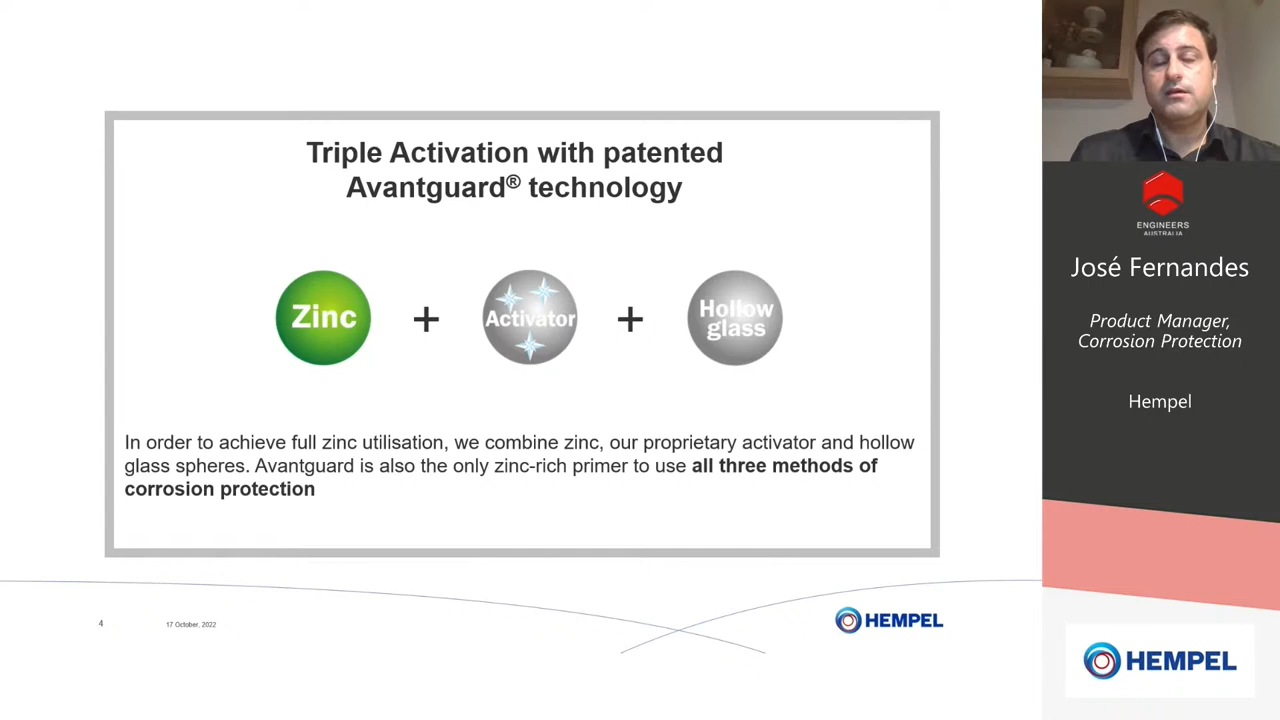 Triple Activation with patented
Avantguard® technology
Zinc
+
Activator
+
Hollow
glass
In order to achieve full zinc utilisation, we combine zinc, our proprietary activator and hollow
glass spheres. Avantguard is also the only zinc-rich primer to use all three methods of
corrosion protection
4
17 October, 2022
HEMPEL
ENGINEERS
AUSTRALIA
José Fernandes
Product Manager,
Corrosion Protection
Hempel
HEMPEL